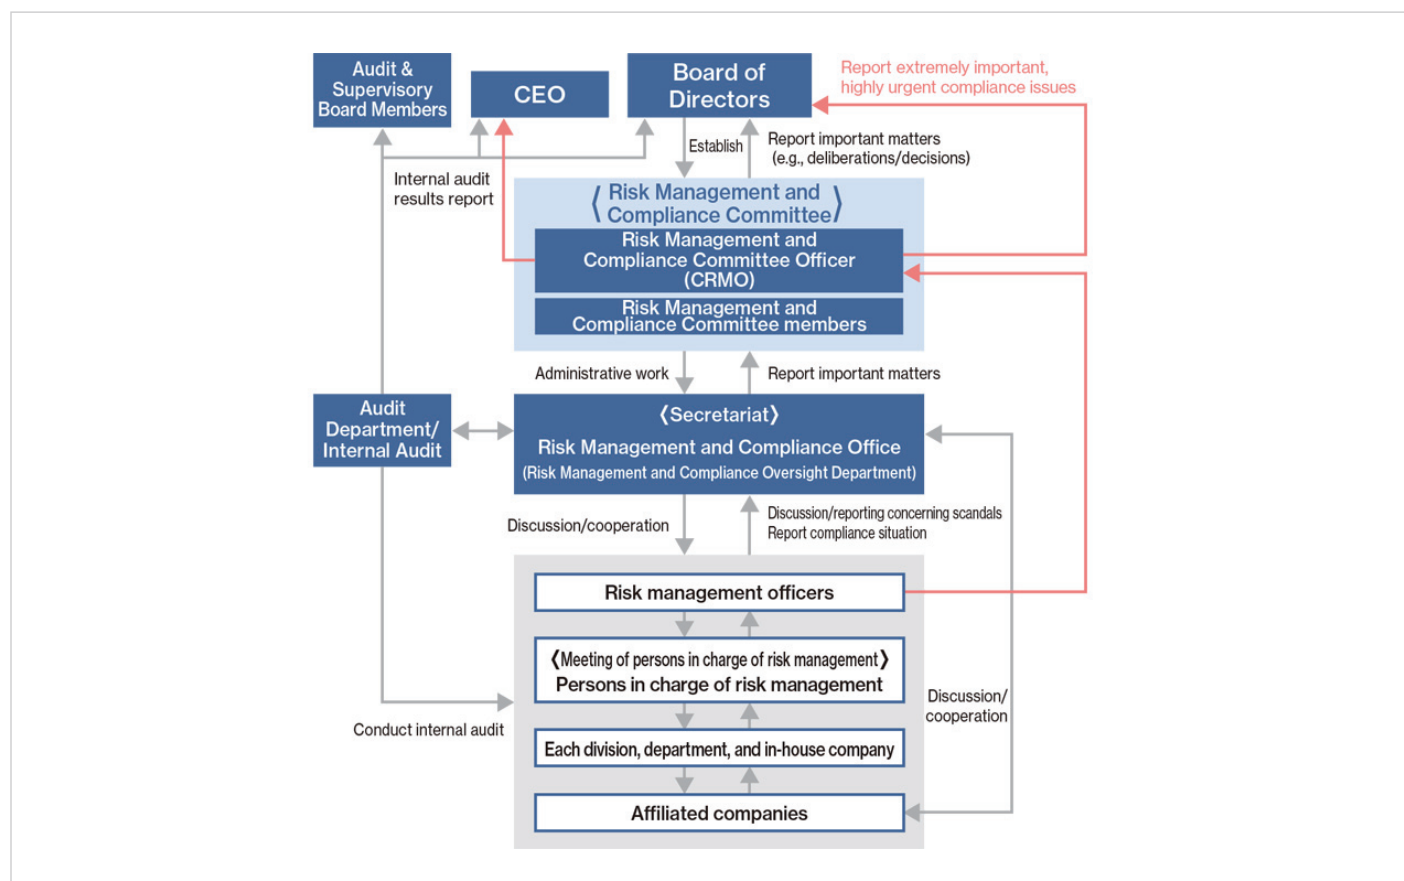 Audit &
Supervisory
Board Members
CEO
Board of
Directors
Report extremely important,
highly urgent compliance issues
Establish
Report important matters
(e.g., deliberations/decisions)
Internal audit
results report
❬Risk Management and
Compliance Committee❭
Risk Management and
Compliance Committee Officer
(CRMO)
Risk Management and
Compliance Committee members
Administrative work
Report important matters
Audit
Department/
Internal Audit
❬Secretariat❭
Risk Management and Compliance Office
(Risk Management and Compliance Oversight Department)
Discussion/cooperation
Discussion/reporting concerning scandals
Report compliance situation
Risk management officers
❬Meeting of persons in charge of risk management❭
Persons in charge of risk management
Discussion/
cooperation
Conduct internal audit
Each division, department, and in-house company
Affiliated companies